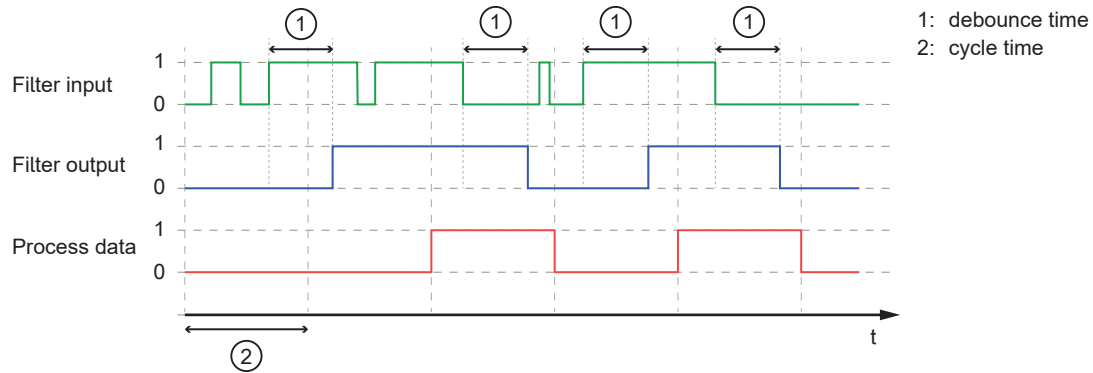 1 1 1 1
1: debounce time
2: cycle time
Filter input
1
0
Filter output
1
0
Process data
1
0
t
2